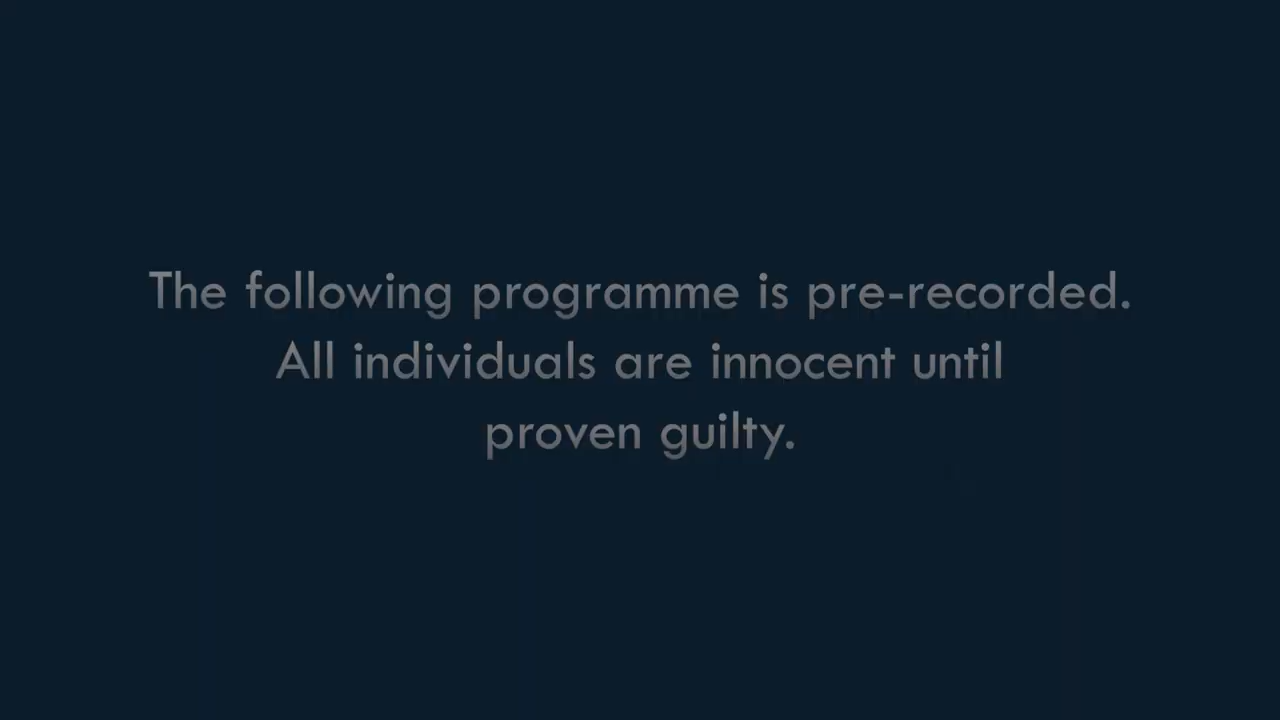 The following programme is pre-recorded.
All individuals are innocent until
proven guilty.